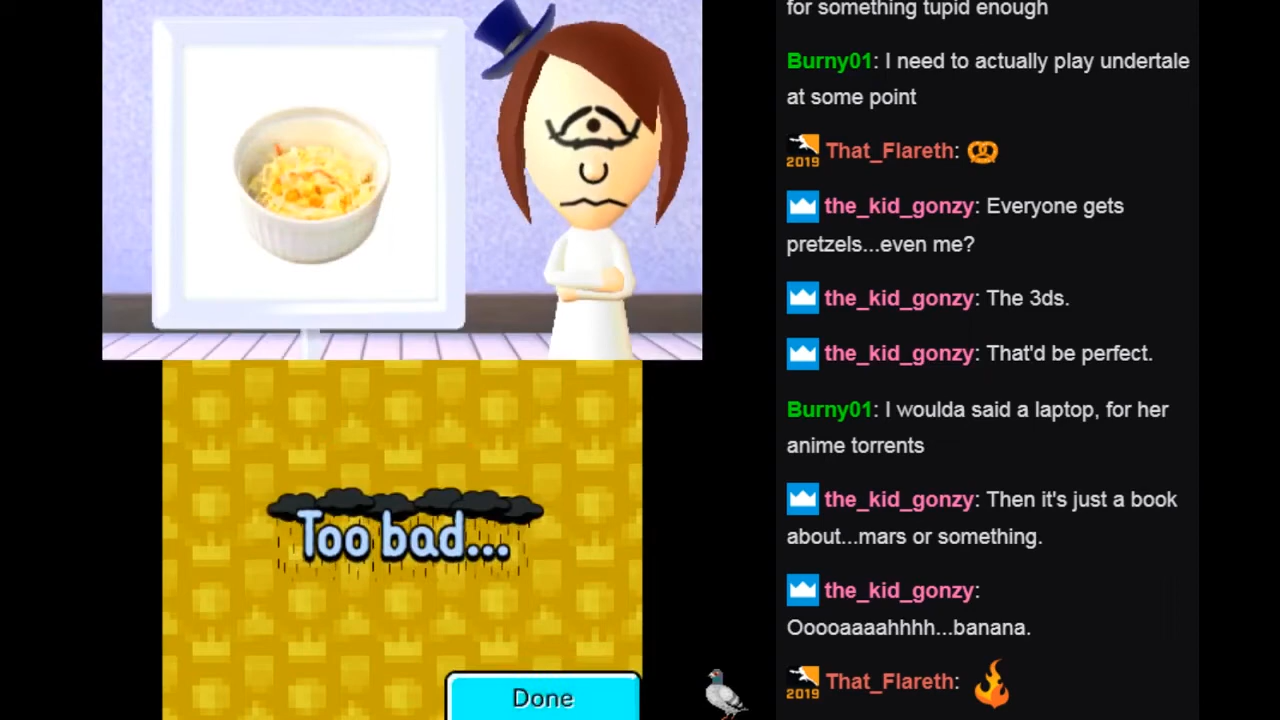 for something tupid enough
Burny01: I need to actually play undertale
at some point
2019 That_Flareth:
the_kid_gonzy: Everyone gets
pretzels...even me?
the_kid_gonzy: The 3ds.
the_kid_gonzy: That'd be perfect.
Burny01: I woulda said a laptop, for her
anime torrents
the_kid_gonzy: Then it's just a book
about...mars or something.
the_kid_gonzy:
Ooooaaaahhhh...banana.
2019 That_Flareth:
Too bad...
Done